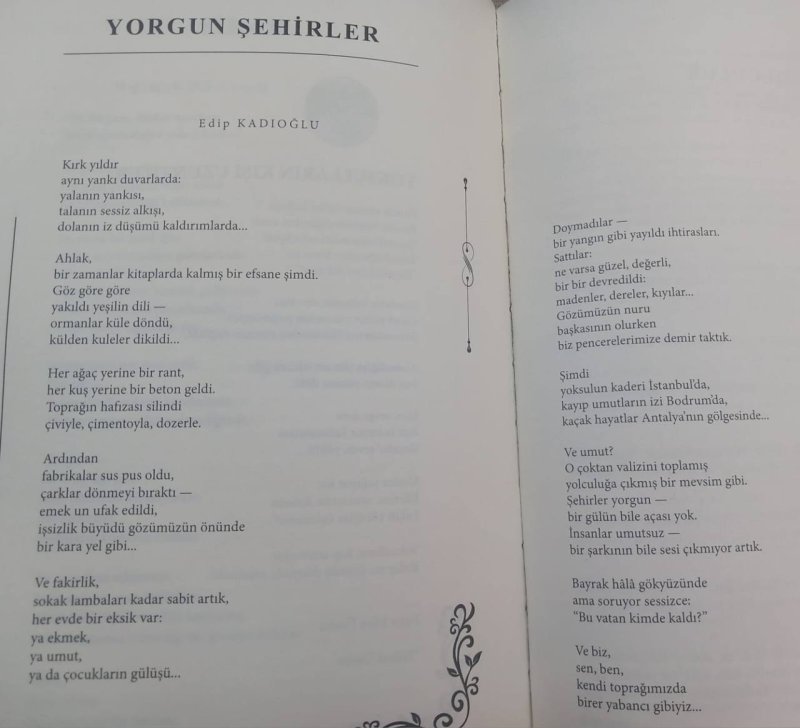 YORGUN ŞEHİRLER
Edip KADIOĞLU
Kırk yıldır
aynı yankı duvarlarda:
yalanın yankısı,
talanın sessiz alkışı,
dolanın iz düşümü kaldırımlarda...
Ahlak,
bir zamanlar kitaplarda kalmış bir efsane şimdi.
Göz göre göre
yakıldı yeşilin dili —
ormanlar küle döndü,
külden kuleler dikildi...
Her ağaç yerine bir rant,
her kuş yerine bir beton geldi.
Toprağın hafızası silindi
çiviyle, çimentoyla, dozerle.
Ardından
fabrikalar sus pus oldu,
çarklar dönmeyi bıraktı —
emek un ufak edildi,
işsizlik büyüdü gözümüzün önünde
bir kara yel gibi...
Ve fakirlik,
sokak lambaları kadar sabit artık,
her evde bir eksik var:
ya ekmek,
ya umut,
ya da çocukların gülüşü...
Doymadılar —
bir yangın gibi yayıldı ihtirasları.
Sattılar:
ne varsa güzel, değerli,
bir bir devredildi:
madenler, dereler, kıyılar...
Gözümüzün nuru
başkasının olurken
biz pencerelerimize demir taktık.
Şimdi
yoksulun kaderi İstanbul'da,
kayıp umutların izi Bodrum'da,
kaçak hayatlar Antalya'nın gölgesinde...
Ve umut?
O çoktan valizini toplamış
yolculuğa çıkmış bir mevsim gibi.
Şehirler yorgun —
bir gülün bile açası yok.
İnsanlar umutsuz —
bir şarkının bile sesi çıkmıyor artık.
Bayrak hâlâ gökyüzünde
ama soruyor sessizce:
"Bu vatan kimde kaldı?"
Ve biz,
sen, ben,
kendi toprağımızda
birer yabancı gibiyiz...